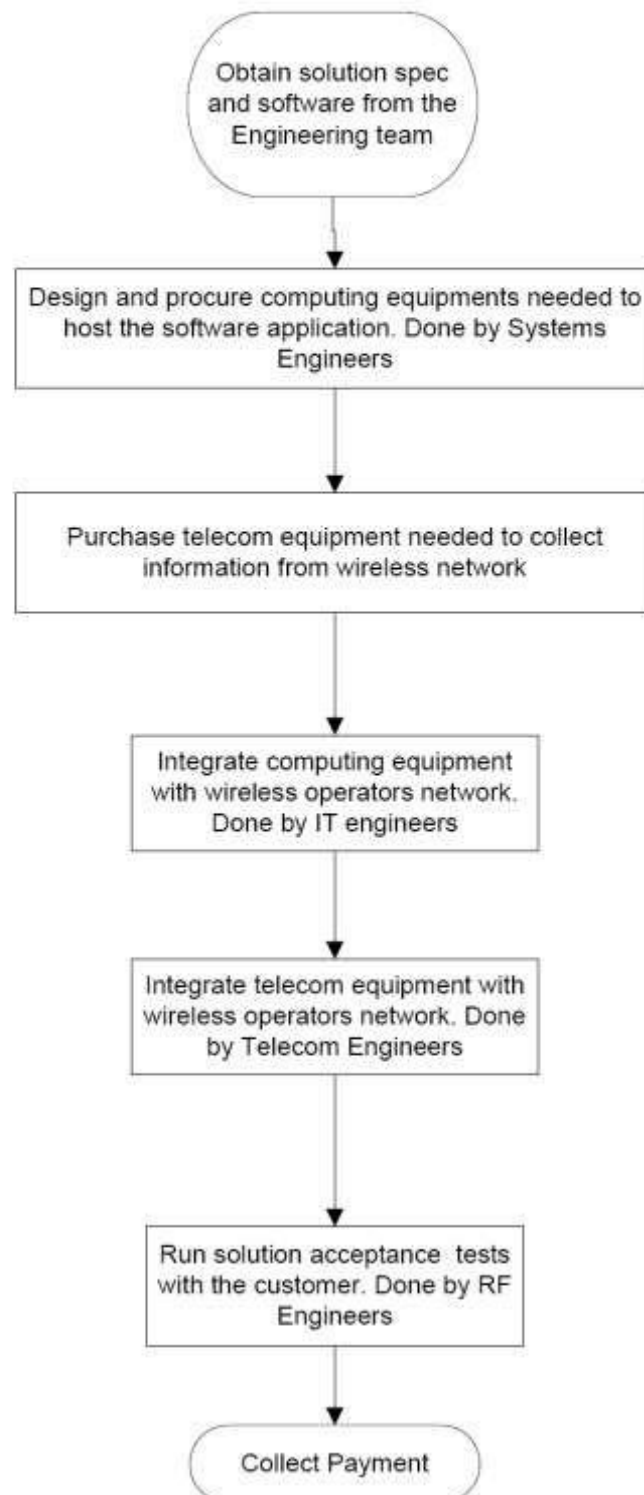 Obtain solution spec
and software from the
Engineering team
Design and procure computing equipments needed to
host the software application. Done by Systems
Engineers
Purchase telecom equipment needed to collect
information from wireless network
Integrate computing equipment
with wireless operators network.
Done by IT engineers
Integrate telecom equipment with
wireless operators network. Done
by Telecom Engineers
Run solution acceptance tests
with the customer. Done by RF
Engineers
Collect Payment